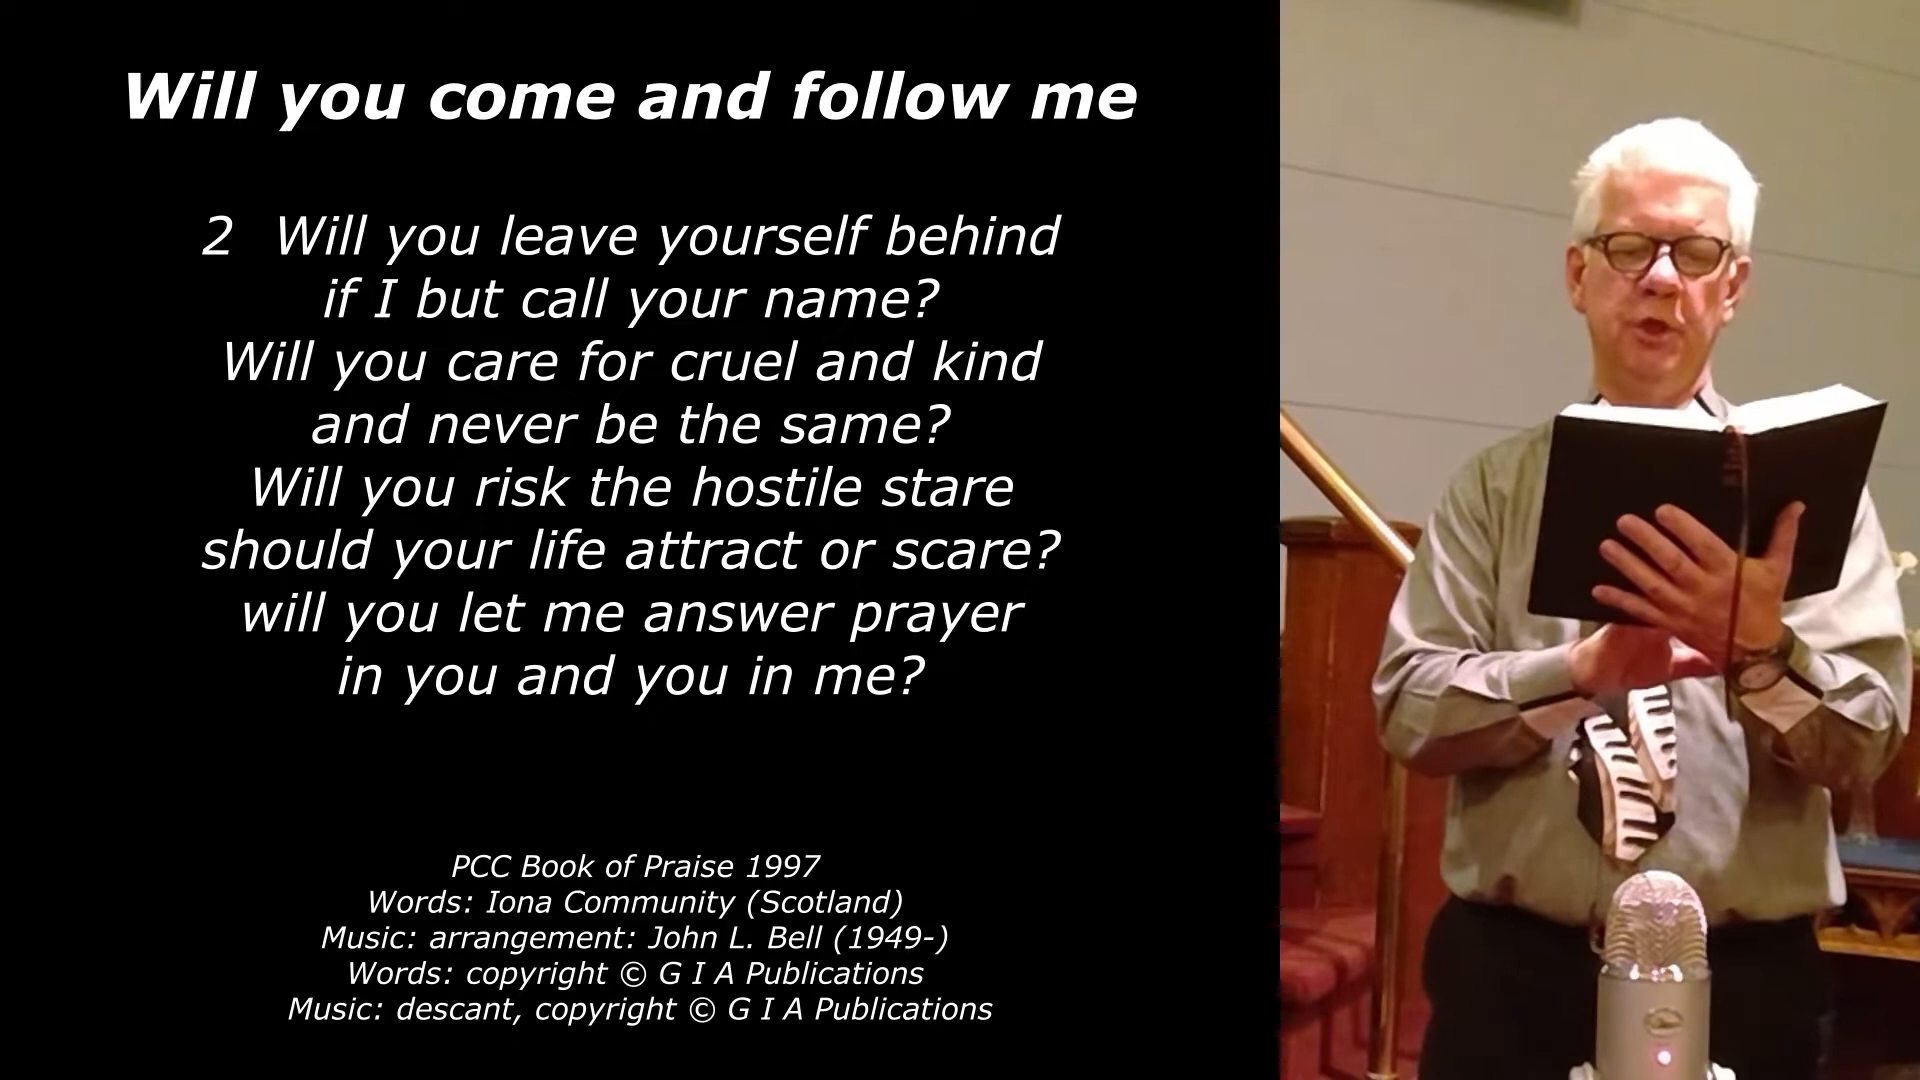 Will you come and follow me
2 Will you leave yourself behind
if I but call your name?
Will you care for cruel and kind
and never be the same?
Will you risk the hostile stare
should your life attract or scare?
will you let me answer prayer
in you and you in me?
PCC Book of Praise 1997
Words: Iona Community (Scotland)
Music: arrangement: John L. Bell (1949-)
Words: copyright © G I A Publications
Music: descant, copyright © G I A Publications